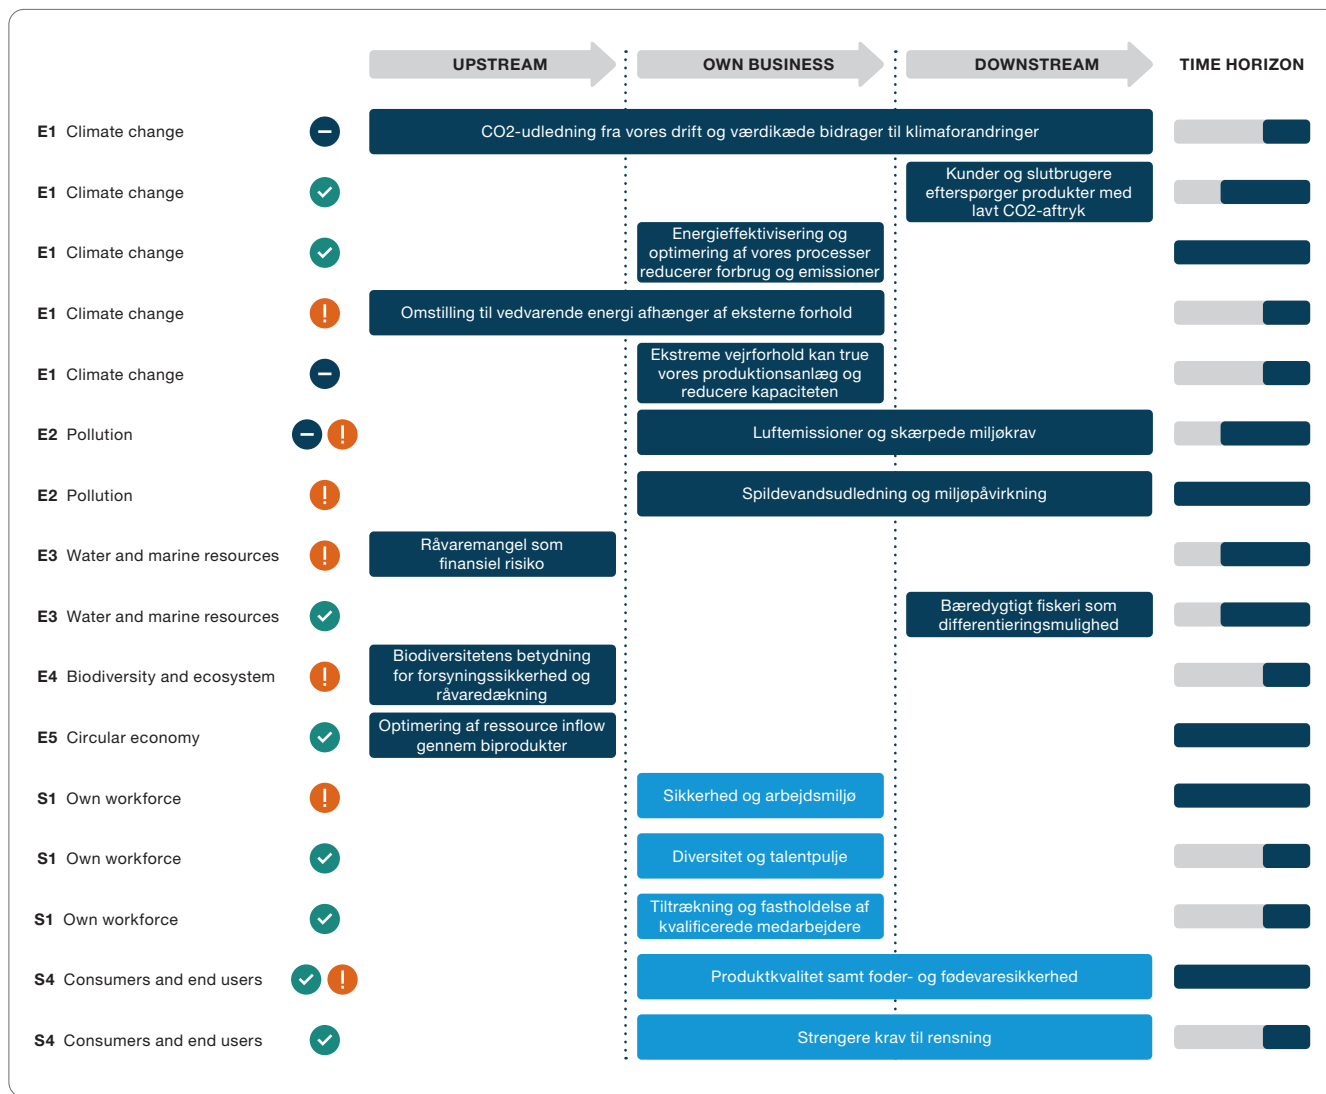 UPSTREAM
OWN BUSINESS
DOWNSTREAM
TIME HORIZON
E1 Climate change
CO2-udledning fra vores drift og værdikæde bidrager til klimaforandringer
E1 Climate change
Kunder og slutbrugere
efterspørger produkter med
lavt CO2-aftryk
E1 Climate change
Energieffektivisering og
optimering af vores processer
reducerer forbrug og emissioner
E1 Climate change
Omstilling til vedvarende energi afhænger af eksterne forhold
E1 Climate change
Ekstreme vejrforhold kan true
vores produktionsanlæg og
reducere kapaciteten
E2 Pollution
Luftemissioner og skærpede miljøkrav
E2 Pollution
Spildevandsudledning og miljøpåvirkning
E3 Water and marine resources
Råvaremangel som
finansiel risiko
E3 Water and marine resources
Bæredygtigt fiskeri som
differentieringsmulighed
E4 Biodiversity and ecosystem
Biodiversitetens betydning
for forsyningssikkerhed og
råvaredækning
E5 Circular economy
Optimering af ressource inflow
gennem biprodukter
S1 Own workforce
Sikkerhed og arbejdsmiljø
S1 Own workforce
Diversitet og talentpulje
S1 Own workforce
Tiltrækning og fastholdelse af
kvalificerede medarbejdere
S4 Consumers and end users
Produktkvalitet samt foder- og fødevaresikkerhed
S4 Consumers and end users
Strengere krav til rensning